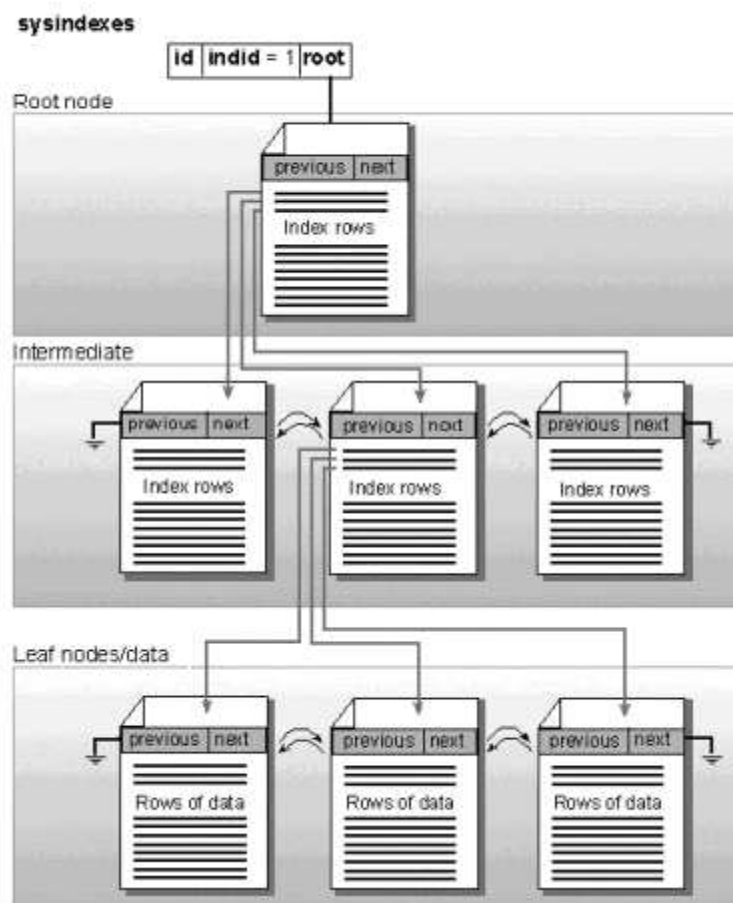 sysindexes
id indid = 1 root
Root node
previous next
Index rows
Intermediate
previous next
previous next
previous next
Index rows
Index rows
Index rows
Leaf nodes/data
previous next
previous next
previous next
Rows of data
Rows of data
Rows of data